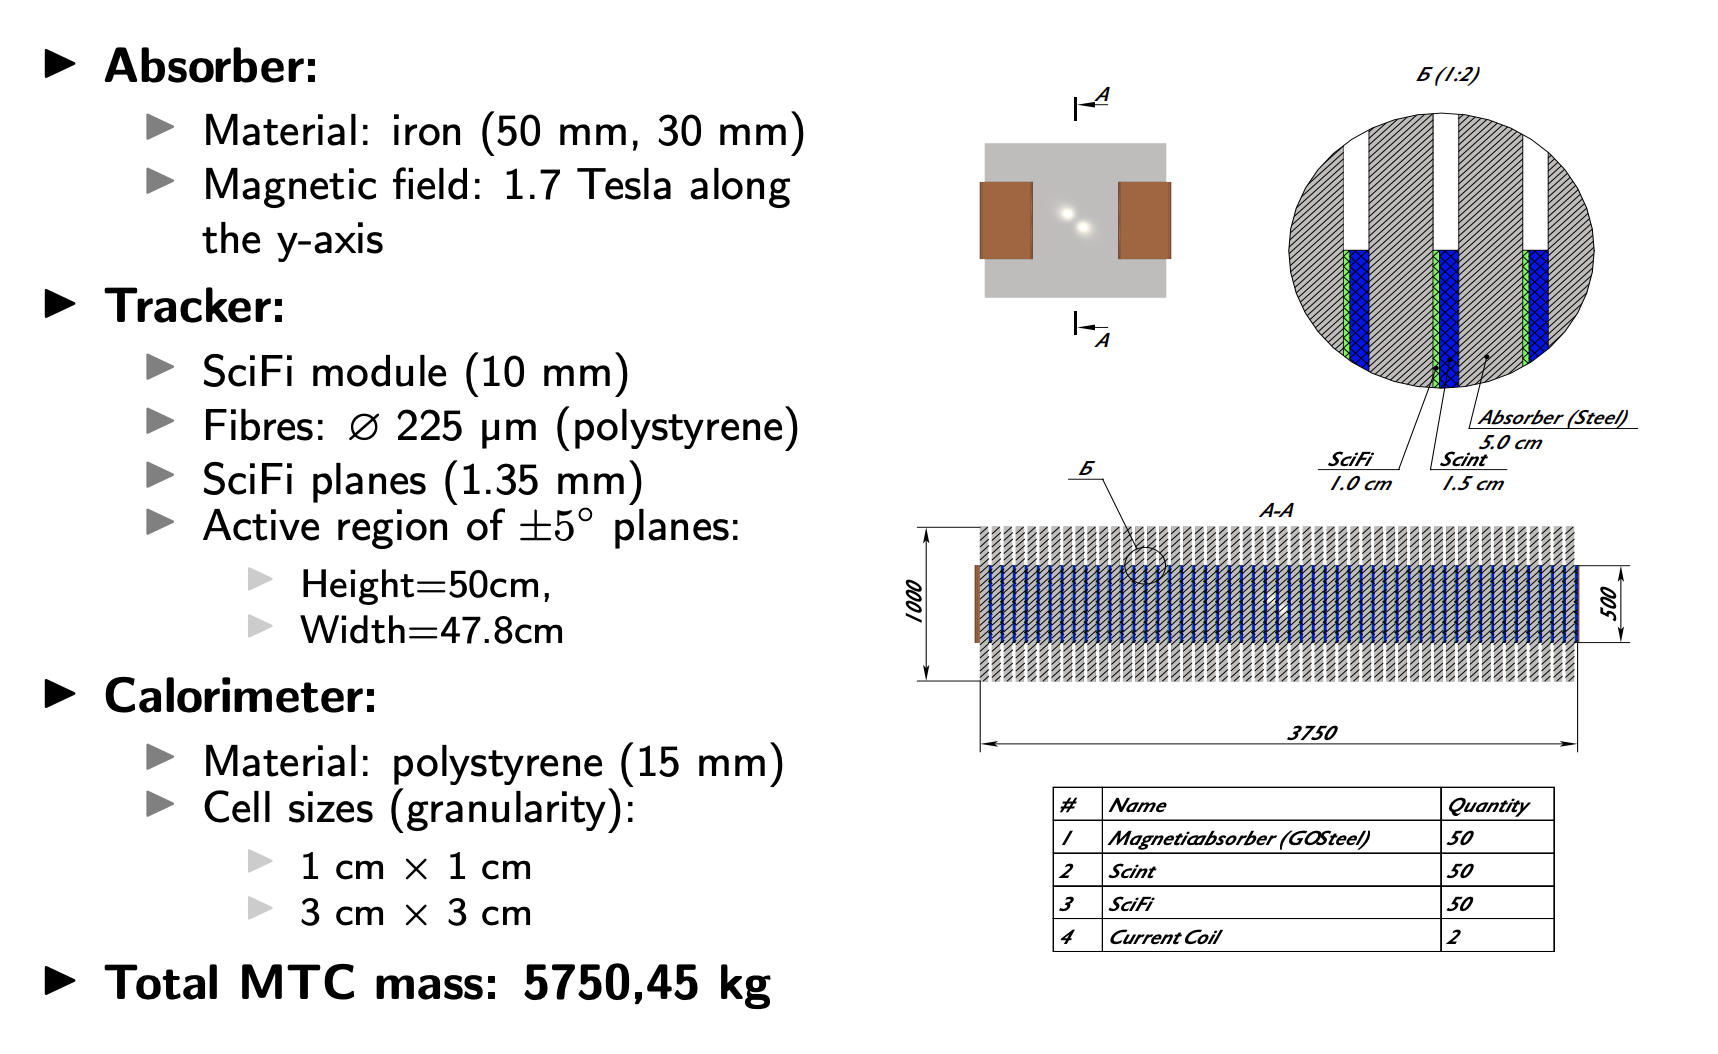 Absorber:
Material: iron (50 mm, 30 mm)
Magnetic field: 1.7 Tesla along
the y-axis
Tracker:
SciFi module (10 mm)
Fibres: ∅ 225 µm (polystyrene)
SciFi planes (1.35 mm)
Active region of ±5° planes:
Height=50cm,
Width=47.8cm
Calorimeter:
Material: polystyrene (15 mm)
Cell sizes (granularity):
1 cm × 1 cm
3 cm × 3 cm
Total MTC mass: 5750,45 kg
A
A
Б (1:2)
Absorber (Steel)
5.0 cm
SciFi
1.0 cm
Scint
1.5 cm
Б
A-A
1000
500
3750
# Name Quantity
1 Magneticabsorber (GOSteel) 50
2 Scint 50
3 SciFi 50
4 Current Coil 2